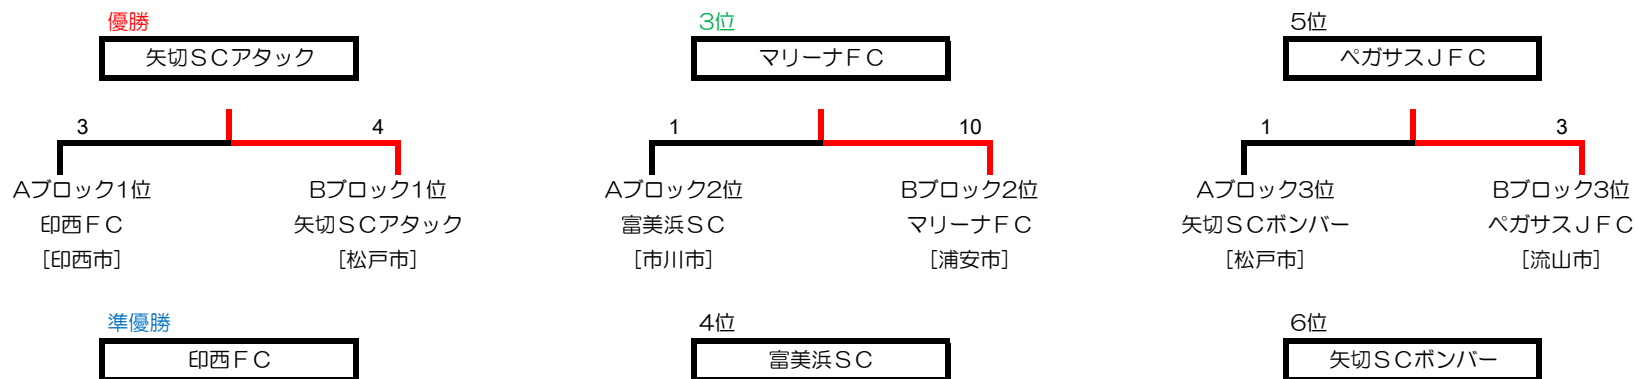 優勝 3位 5位
矢切ＳＣアタック マリーナＦＣ ペガサスＪＦＣ
3 4 1 10 1 3
Aブロック1位 Bブロック1位 Aブロック2位 Bブロック2位 Aブロック3位 Bブロック3位
印西ＦＣ 矢切ＳＣアタック 富美浜ＳＣ マリーナＦＣ 矢切ＳＣボンバー ペガサスＪＦＣ
[印西市] [松戸市] [市川市] [浦安市] [松戸市] [流山市]
準優勝 4位 6位
印西ＦＣ 富美浜ＳＣ 矢切ＳＣボンバー